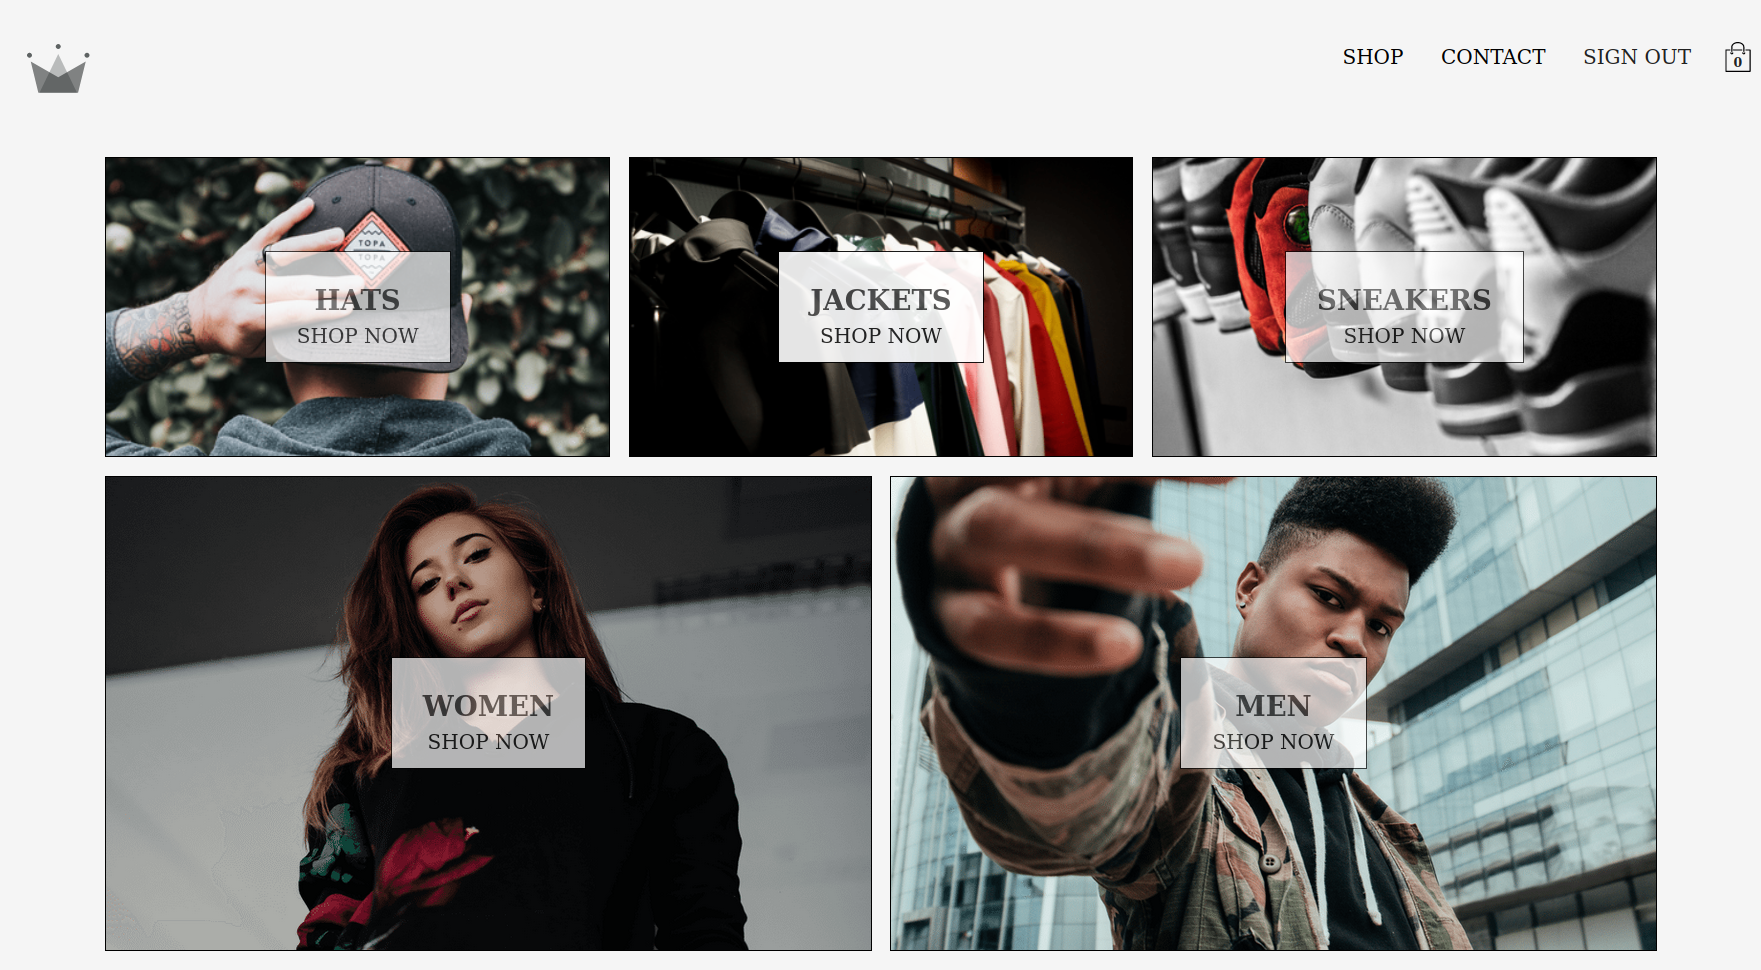 SHOP CONTACT SIGN OUT 0
TOPA
TOPA
HATS
SHOP NOW
JACKETS
SHOP NOW
SNEAKERS
SHOP NOW
WOMEN
SHOP NOW
MEN
SHOP NOW